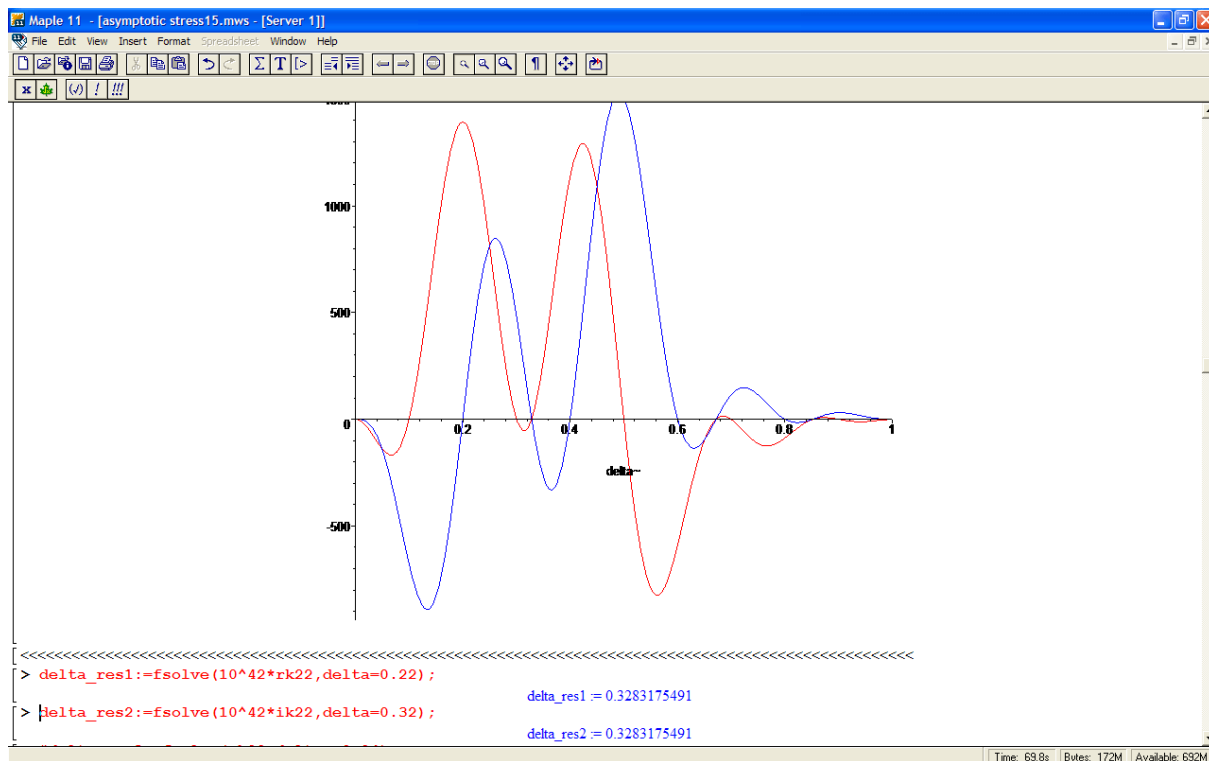 Maple 11 - [asymptotic stress15.mws - [Server 1]]
File Edit View Insert Format Spreadsheet Window Help
1000
500
0
0.2
0.4
0.6
0.8
1
delta~
-500
<<<<<<<<<<<<<<<<<<<<<<<<<<<<<<<<<<<<<<<<<<<<<<<<<<<<<<<<<<<<<<<<<<<<<<<<<<<<<<<<<<<<<<<<<<<<<<<<<<<<<<<<<<<
> delta_res1:=fsolve(10^42*rk22,delta=0.22);
delta_res1 := 0.3283175491
> delta_res2:=fsolve(10^42*ik22,delta=0.32);
delta_res2 := 0.3283175491
Time: 69.8s Bytes: 172M Available: 692M